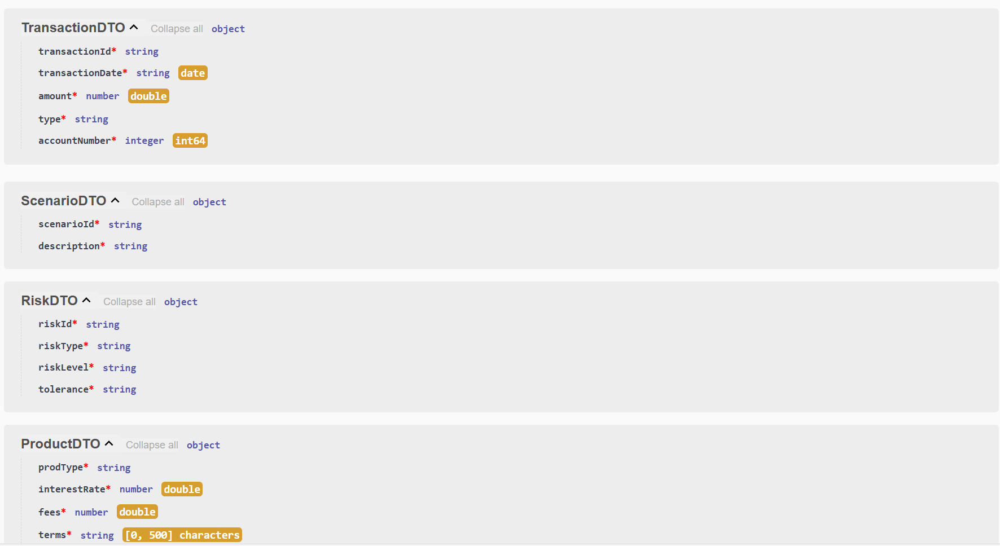 TransactionDTO Collapse all object
transactionId* string
transactionDate* string date
amount* number double
type* string
accountNumber* integer int64
ScenarioDTO Collapse all object
scenarioId* string
description* string
RiskDTO Collapse all object
riskId* string
riskType* string
riskLevel* string
tolerance* string
ProductDTO Collapse all object
prodType* string
interestRate* number double
fees* number double
terms* string [0, 500] characters